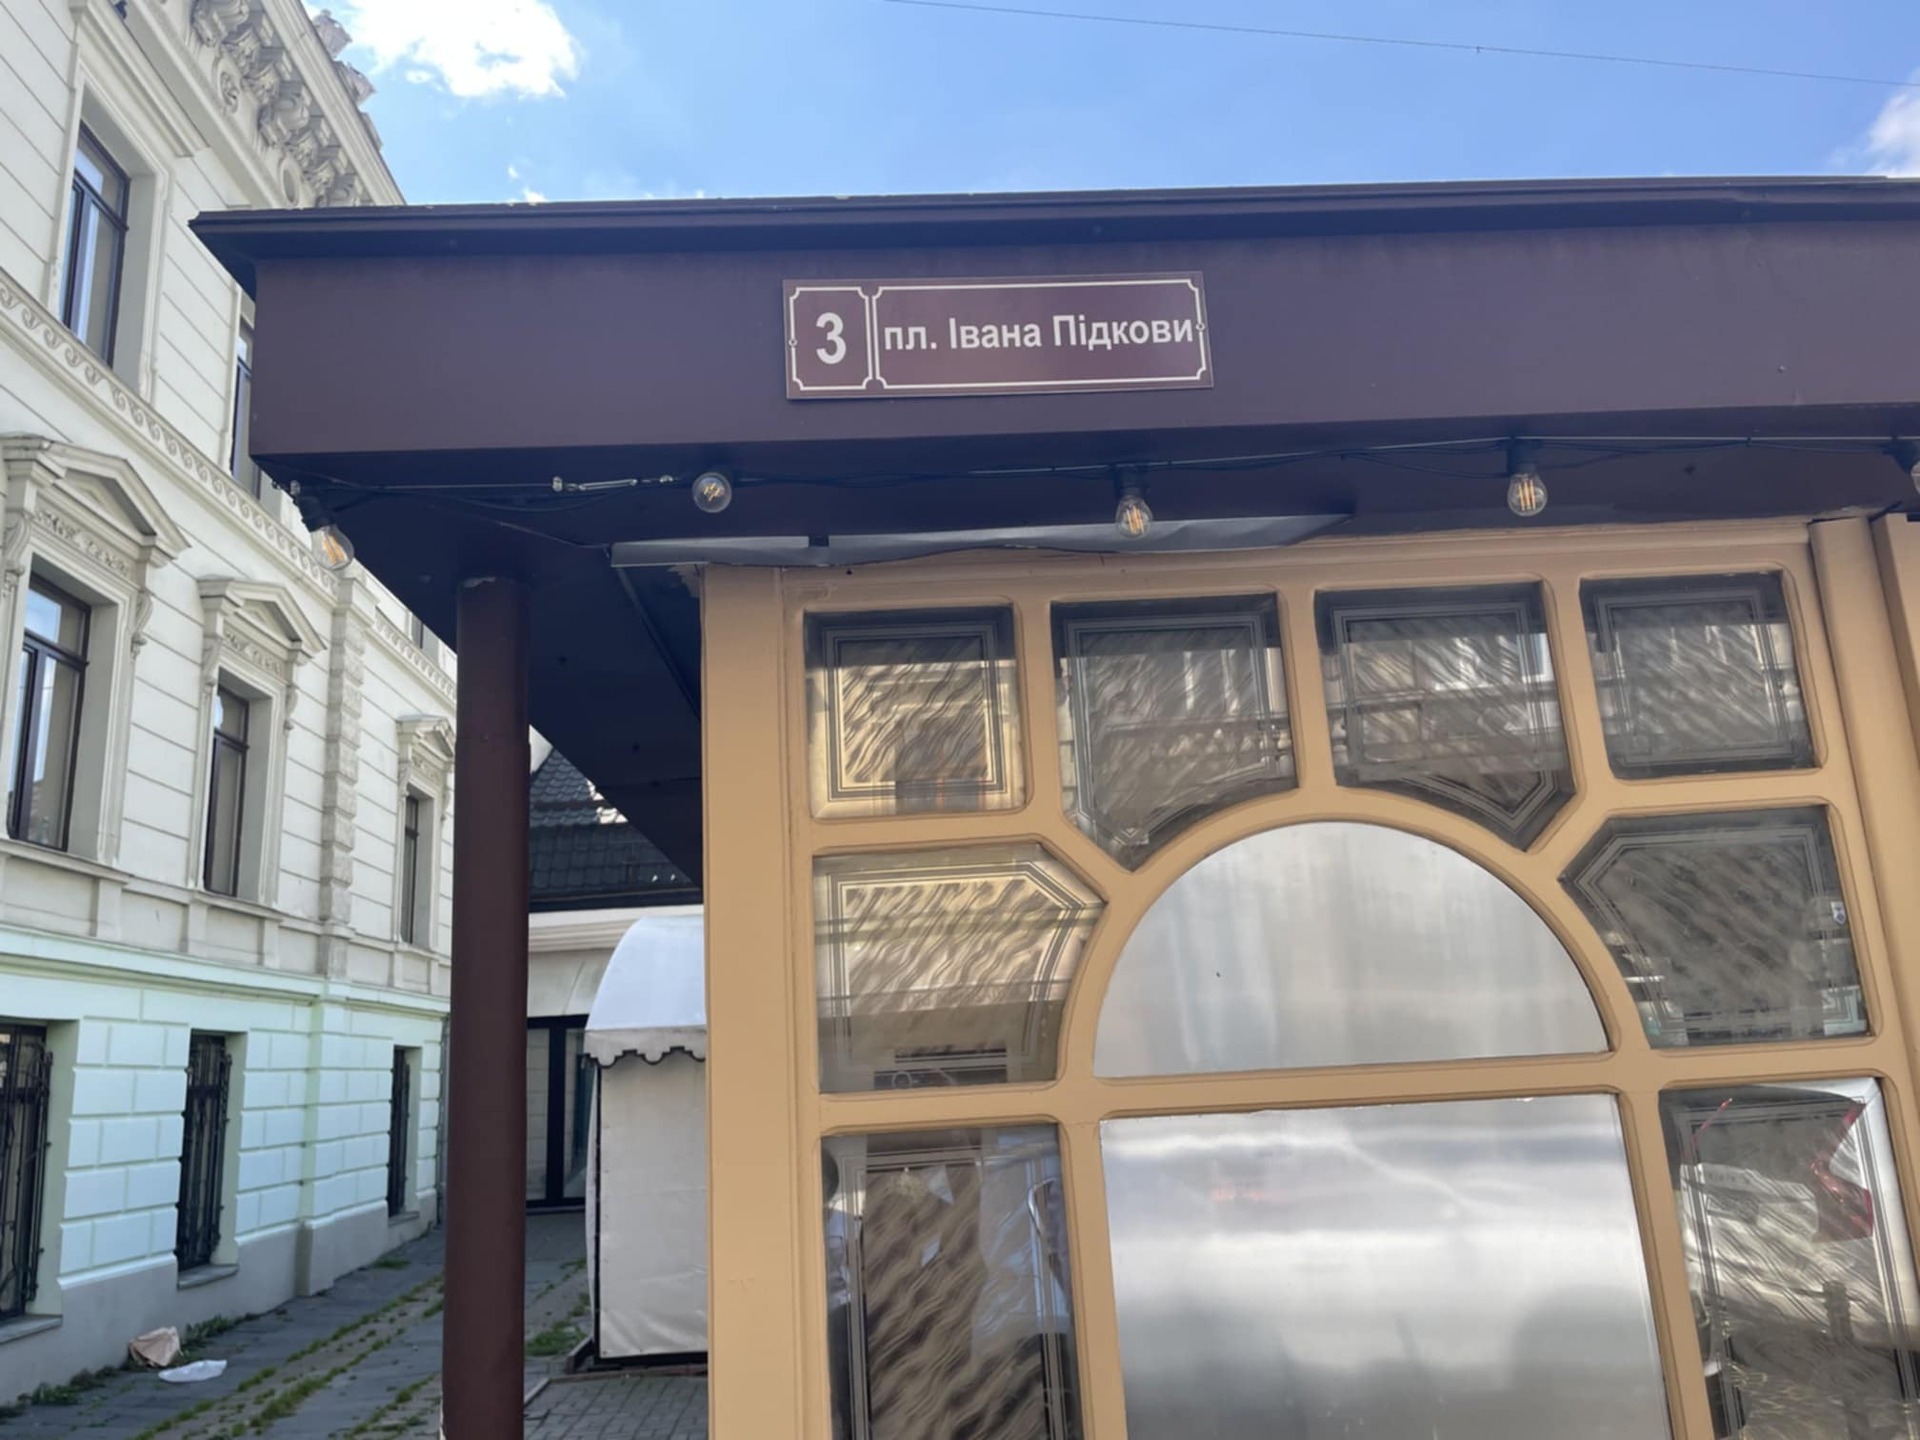 3 пл. Івана Підкови